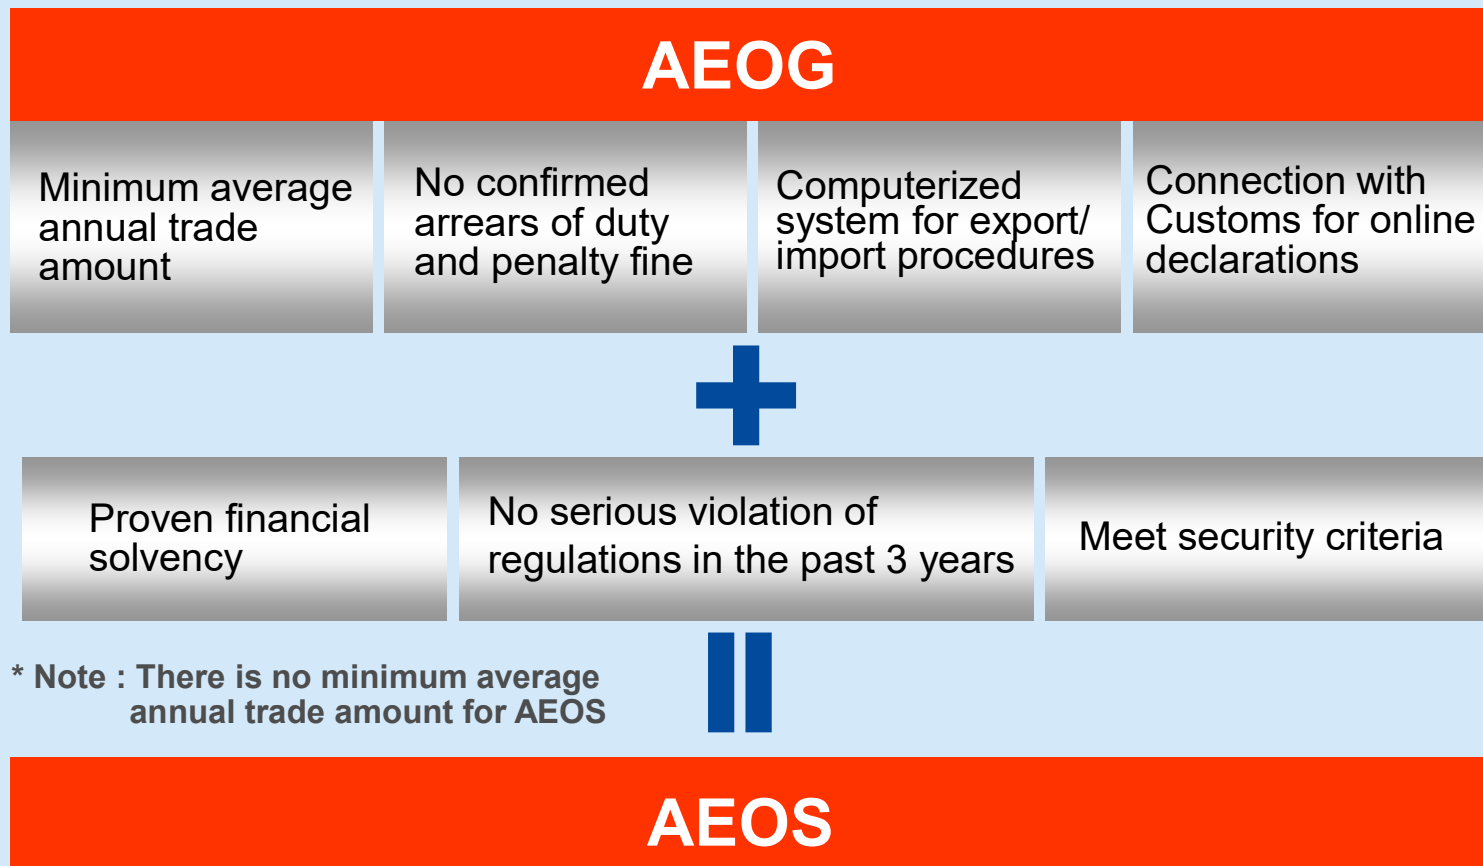 AEOG
Minimum average
annual trade
amount
No confirmed
arrears of duty
and penalty fine
Computerized
system for export/
import procedures
Connection with
Customs for online
declarations
Proven financial
solvency
No serious violation of
regulations in the past 3 years
Meet security criteria
* Note : There is no minimum average
annual trade amount for AEOS
AEOS